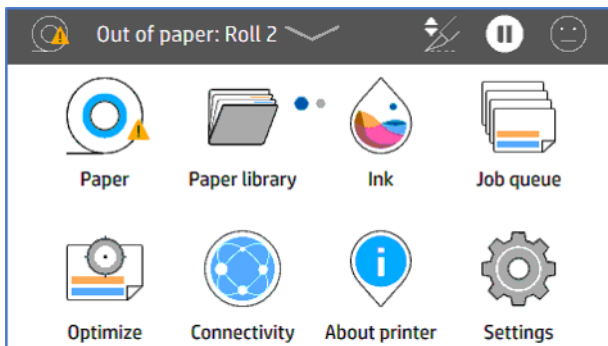 Out of paper: Roll 2
Paper
Paper library
Ink
Job queue
Optimize
Connectivity
About printer
Settings